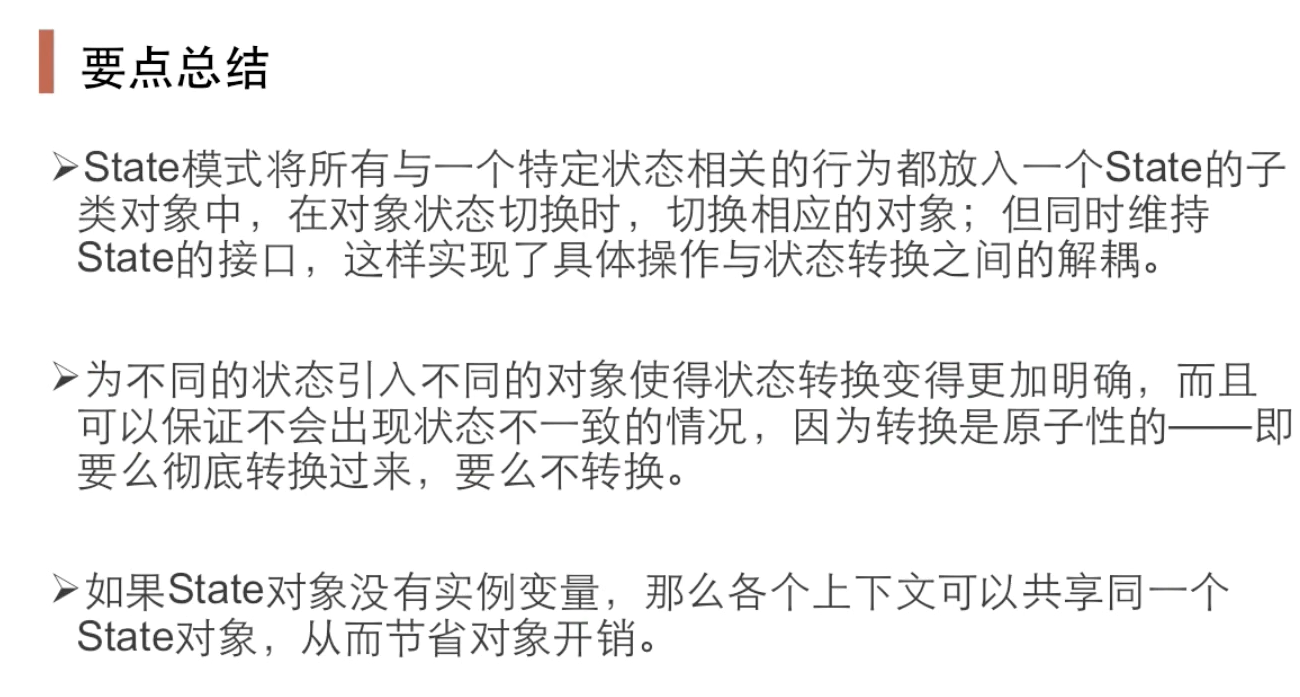 要点总结
➢State模式将所有与一个特定状态相关的行为都放入一个State的子
类对象中，在对象状态切换时，切换相应的对象；但同时维持
State的接口，这样实现了具体操作与状态转换之间的解耦。
➢为不同的状态引入不同的对象使得状态转换变得更加明确，而且
可以保证不会出现状态不一致的情况，因为转换是原子性的——即
要么彻底转换过来，要么不转换。
➢如果State对象没有实例变量，那么各个上下文可以共享同一个
State对象，从而节省对象开销。